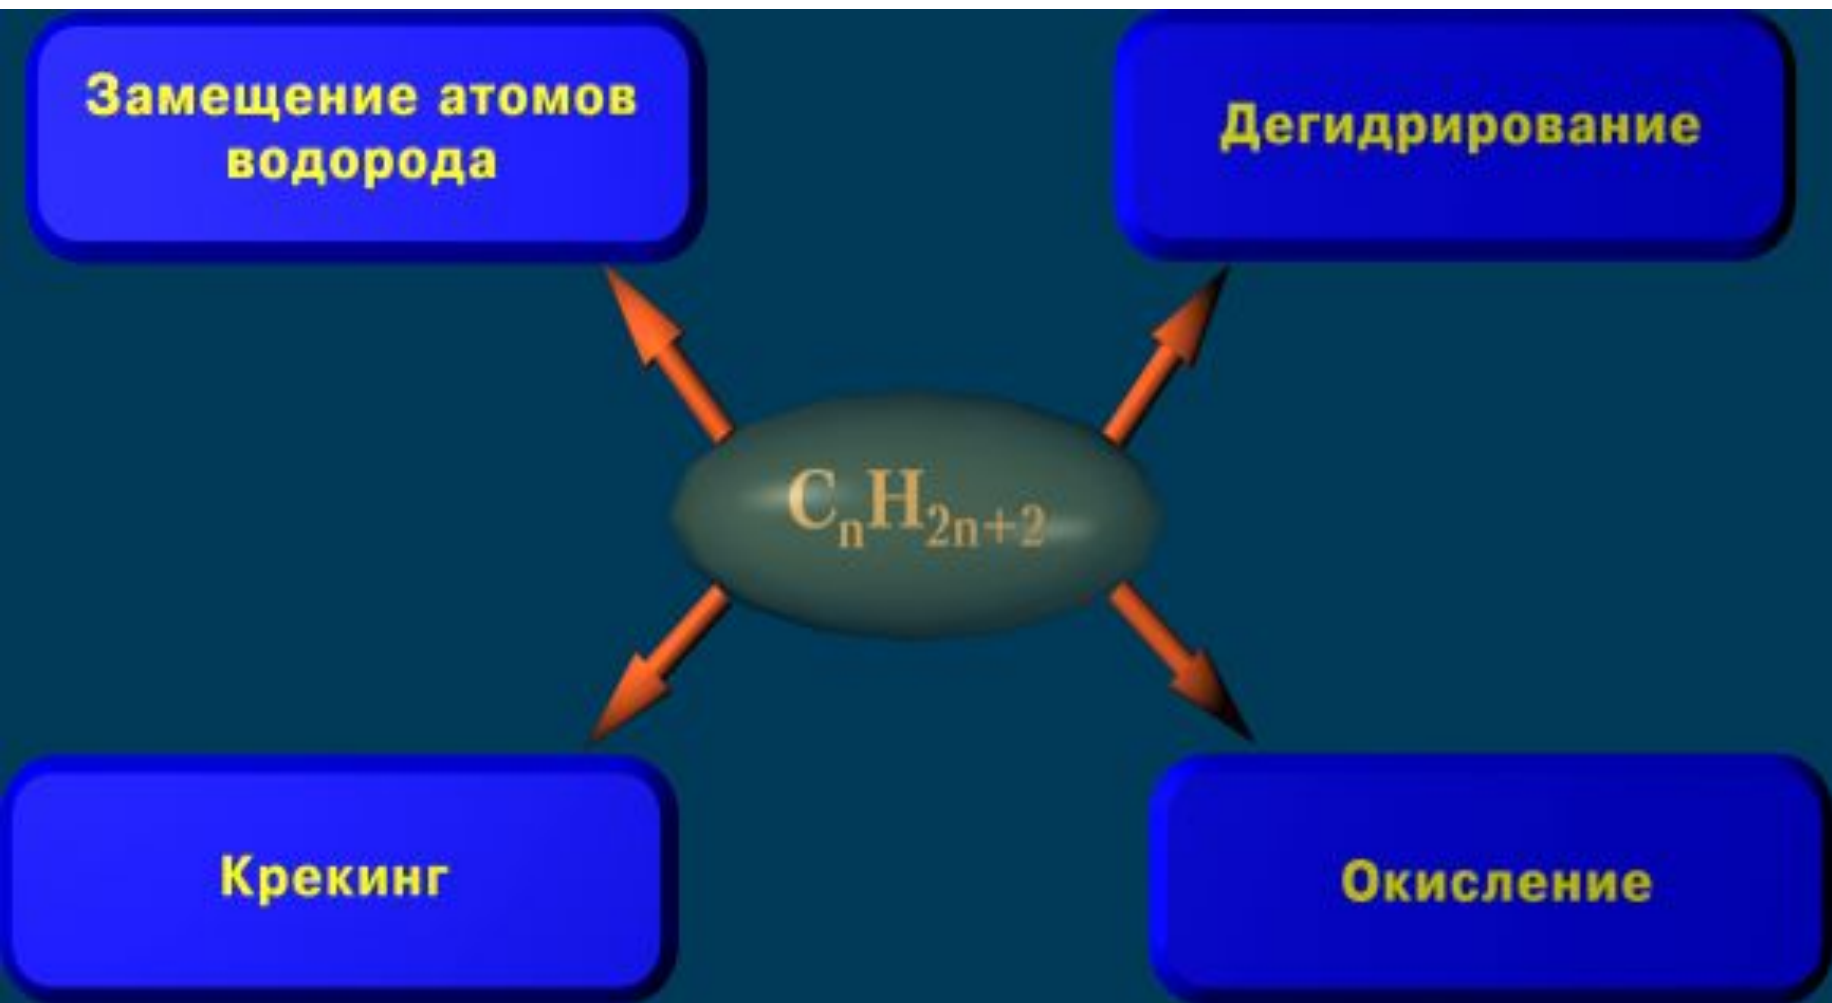 Замещение атомов
водорода
Дегидрирование
CnH2n+2
Крекинг
Окисление